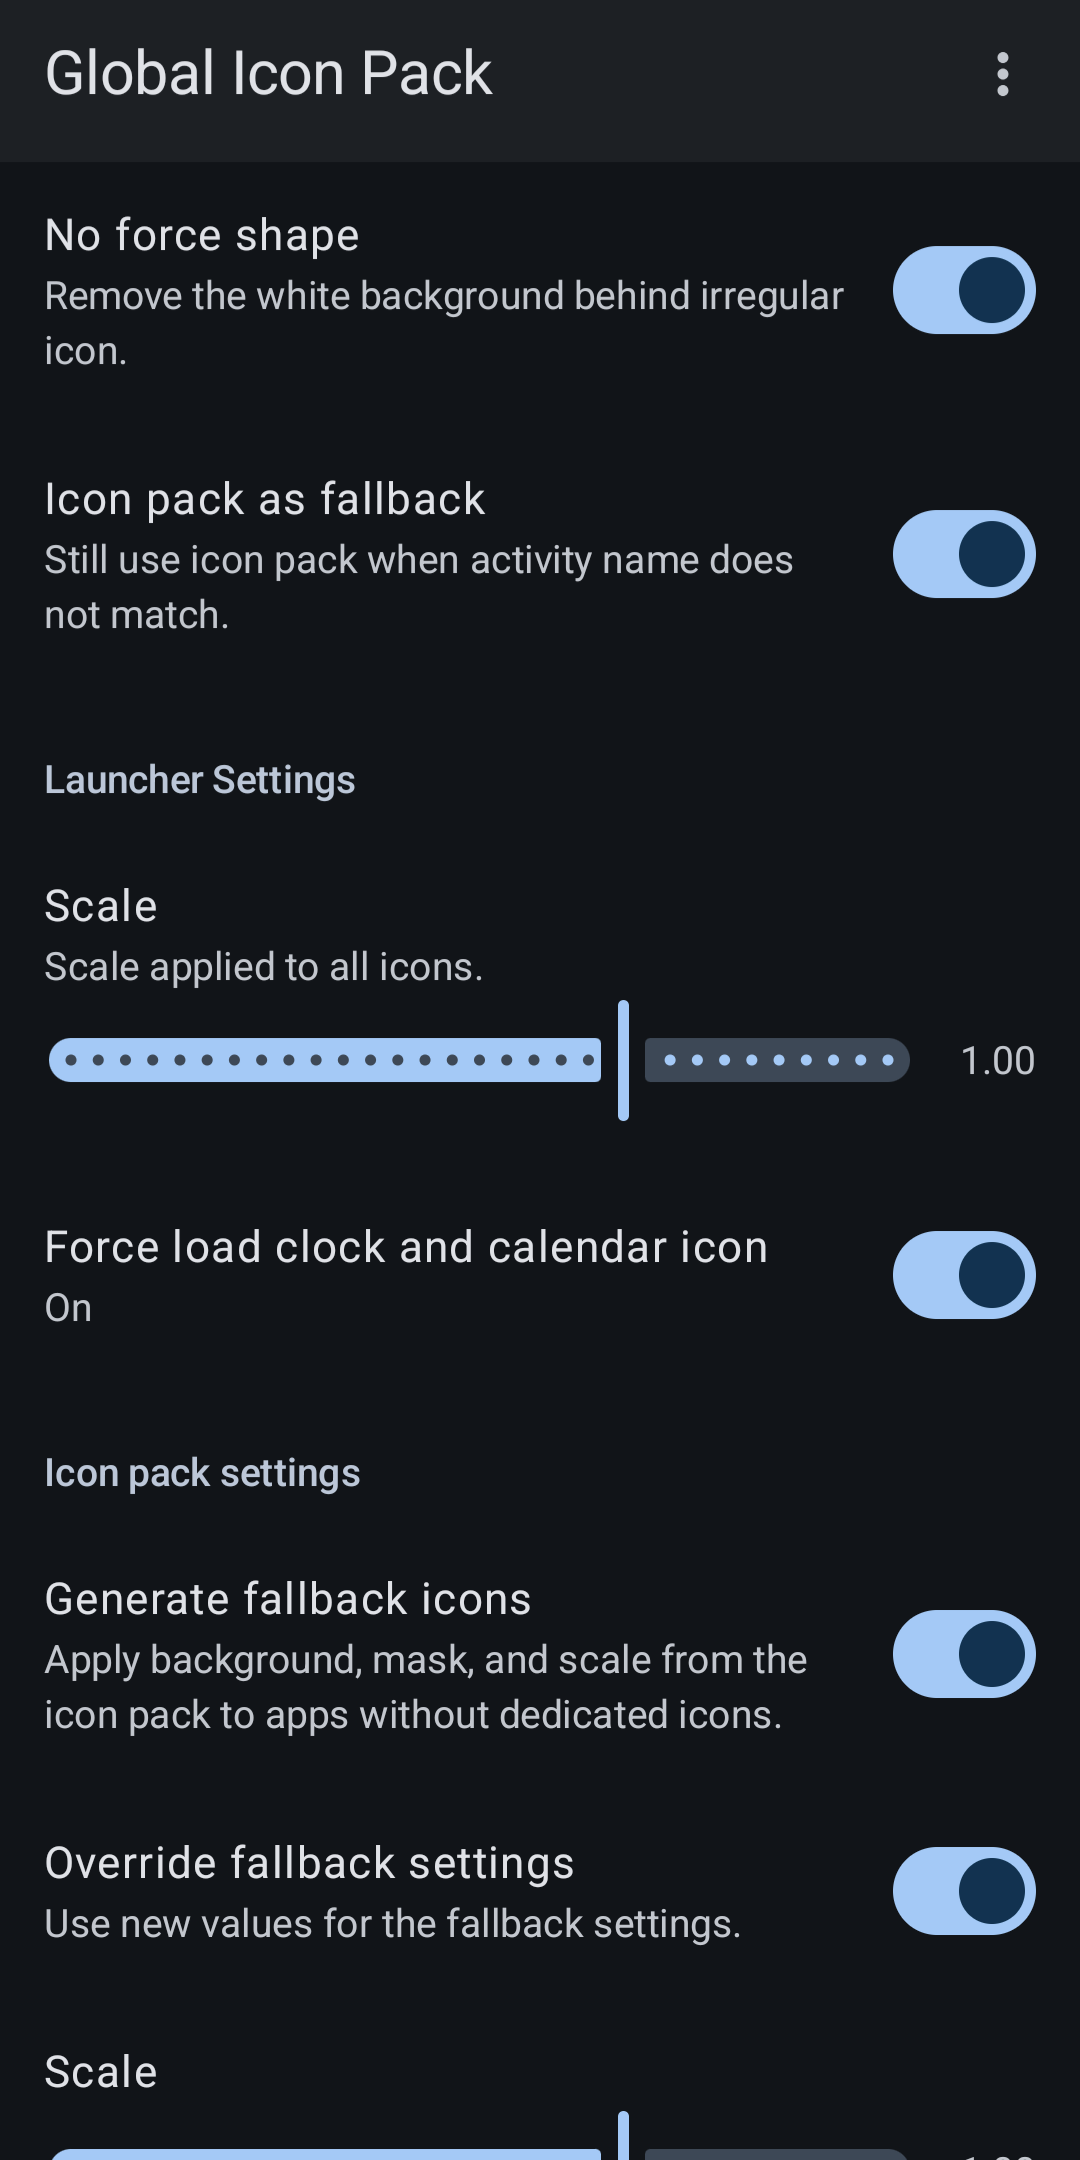 Global Icon Pack
No force shape
Remove the white background behind irregular
icon.
Icon pack as fallback
Still use icon pack when activity name does
not match.
Launcher Settings
Scale
Scale applied to all icons.
1.00
Force load clock and calendar icon
On
Icon pack settings
Generate fallback icons
Apply background, mask, and scale from the
icon pack to apps without dedicated icons.
Override fallback settings
Use new values for the fallback settings.
Scale